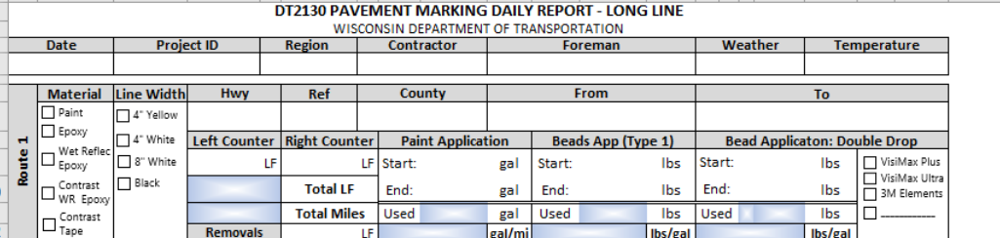 DT2130 PAVEMENT MARKING DAILY REPORT - LONG LINE
WISCONSIN DEPARTMENT OF TRANSPORTATION
Date Project ID Region Contractor Foreman Weather Temperature
Route 1
Material Line Width Hwy Ref County From To
Paint 4" Yellow
Epoxy 4" White
Left Counter Right Counter Paint Application Beads App (Type 1) Bead Applicaton: Double Drop
Wet Reflec Epoxy 8" White LF LF Start: gal Start: lbs Start: lbs VisiMax Plus
VisiMax Ultra
Contrast WR Epoxy Black Total LF End: gal End: lbs End: lbs 3M Elements
Total Miles Used gal Used lbs Used lbs ____________
Contrast Tape
Removals LF gal/mi lbs/gal lbs/gal